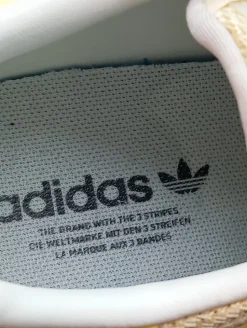 adidas
THE BRAND WITH THE 3 STRIPES
DIE WELTMARKE MIT DEN 3 STREIFEN
LA MARQUE AUX 3 BANDES